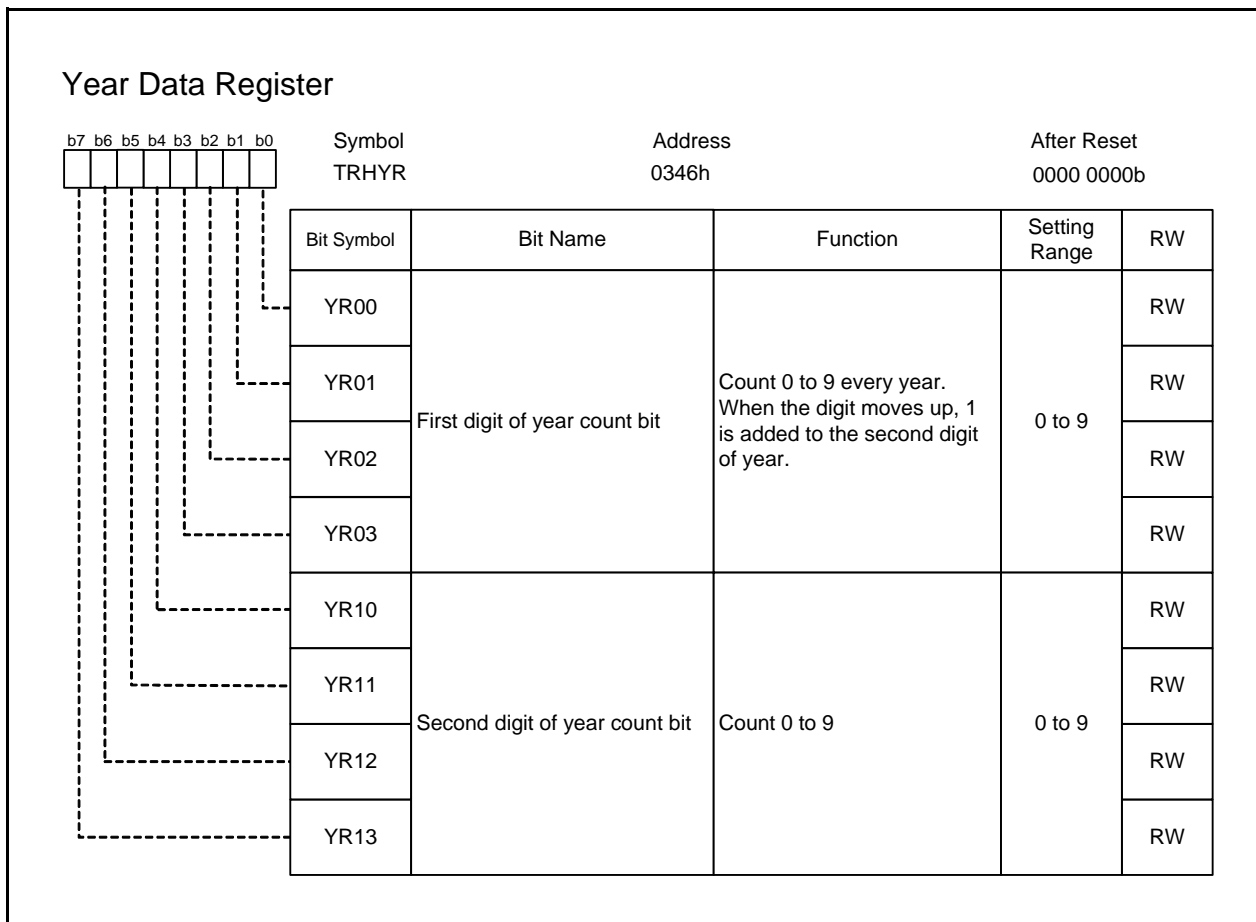 Year Data Register
b7 b6 b5 b4 b3 b2 b1 b0
Symbol Address After Reset
TRHYR 0346h 0000 0000b
Bit Symbol Bit Name Function Setting Range RW
YR00 RW
YR01 RW
First digit of year count bit
Count 0 to 9 every year.
When the digit moves up, 1
is added to the second digit
of year.
0 to 9
YR02 RW
YR03 RW
YR10 RW
YR11 RW
Second digit of year count bit Count 0 to 9 0 to 9
YR12 RW
YR13 RW